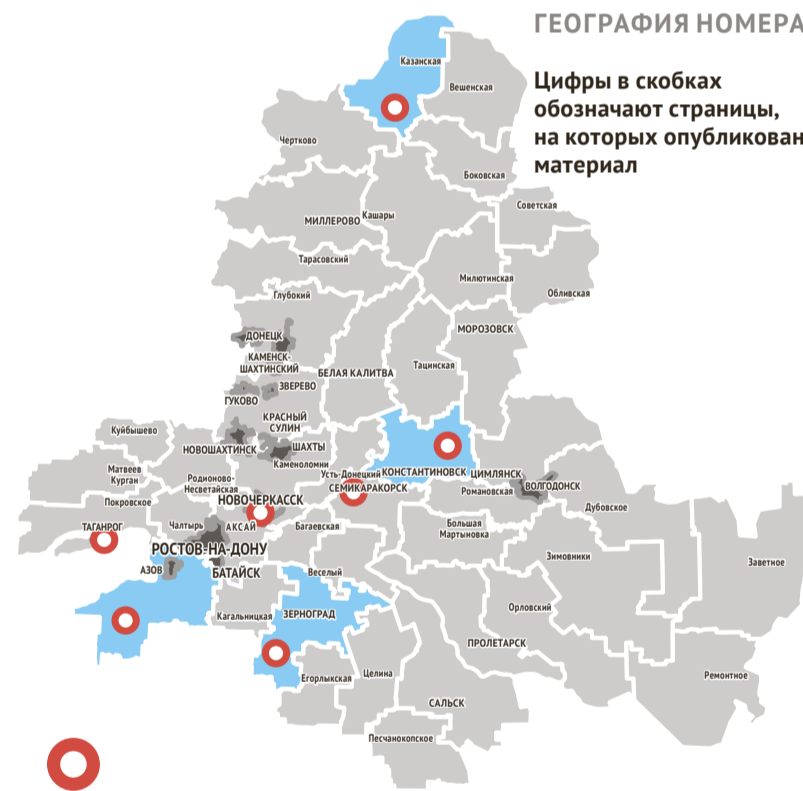 ГЕОГРАФИЯ НОМЕРА
Цифры в скобках
обозначают страницы,
на которых опубликован
материал
Казанская
Вешенская
Чертково
Боковская
Советская
Кашары
МИЛЛЕРОВО
Тарасовский
Милютинская
Обливская
Глубокий
МОРОЗОВСК
ДОНЕЦК
КАМЕНСК-
ШАХТИНСКИЙ
БЕЛАЯ КАЛИТВА
Тацинская
ЗВЕРЕВО
ГУКОВО
КРАСНЫЙ
СУЛИН
Куйбышево
НОВОШАХТИНСК
ШАХТЫ
Каменоломни
Матвеев
Курган
Родионово-
Несветайская
Усть-Донецкий
КОНСТАНТИНОВСК
ЦИМЛЯНСК
СЕМИКАРАКОРСК
Романовская
ВОЛГОДОНСК
Покровское
НОВОЧЕРКАССК
Дубовское
ТАГАНРОГ
Чалтырь
АКСАЙ
Багаевская
Большая
Мартыновка
РОСТОВ-НА-ДОНУ
Зимовники
Заветное
АЗОВ
БАТАЙСК
Веселый
Кагальницкая
ЗЕРНОГРАД
Орловский
ПРОЛЕТАРСК
Егорлыкская
Целина
Ремонтное
САЛЬСК
Песчанокопское